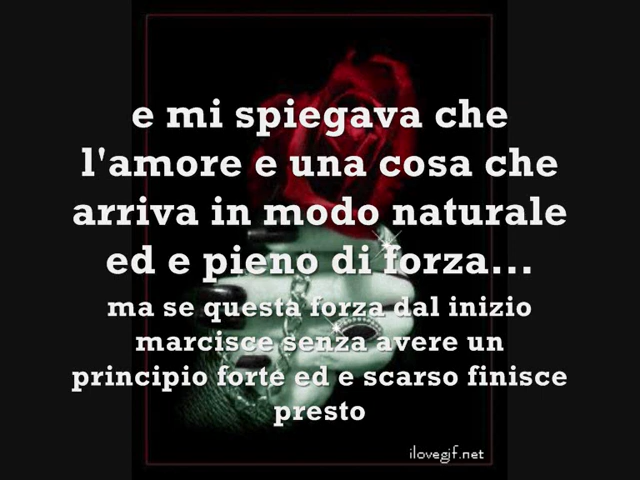 e mi spiegava che
l'amore e una cosa che
arriva in modo naturale
ed e pieno di forza...
ma se questa forza dal inizio
marcisce senza avere un
principio forte ed e scarso finisce
presto
ilovegif.net